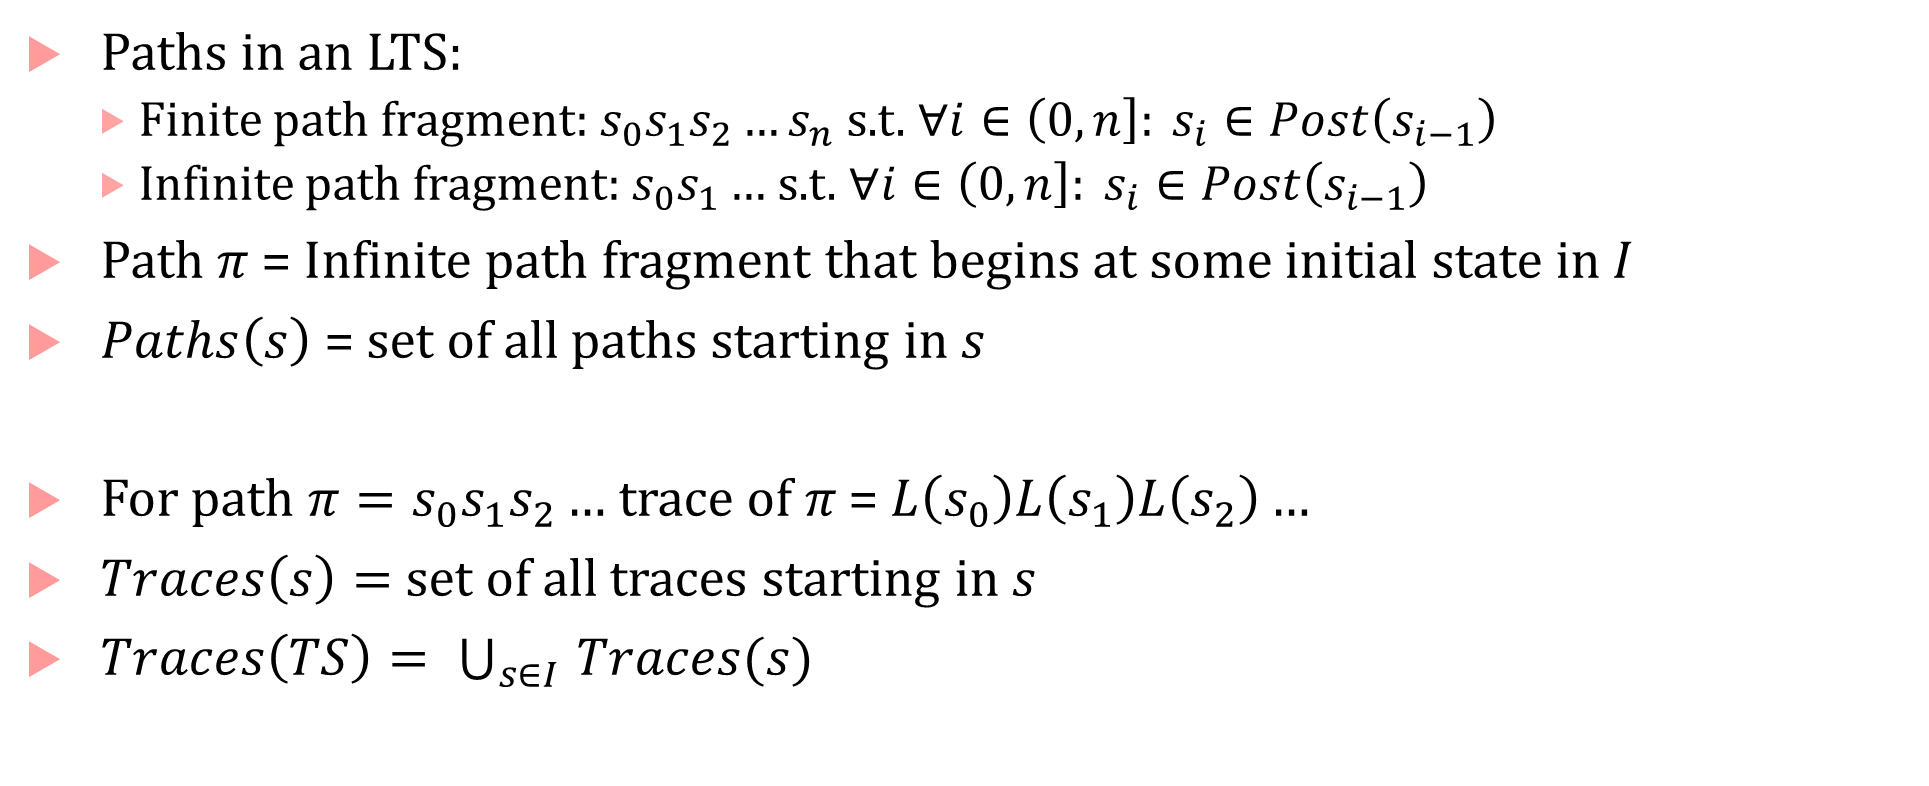 Paths in an LTS:
Finite path fragment: s₀s₁s₂ … sₙ s.t. ∀i ∈ (0, n]: sᵢ ∈ Post(sᵢ₋₁)
Infinite path fragment: s₀s₁ … s.t. ∀i ∈ (0, n]: sᵢ ∈ Post(sᵢ₋₁)
Path π = Infinite path fragment that begins at some initial state in I
Paths(s) = set of all paths starting in s
For path π = s₀s₁s₂ … trace of π = L(s₀)L(s₁)L(s₂) …
Traces(s) = set of all traces starting in s
Traces(TS) = ⋃_{s∈I} Traces(s)